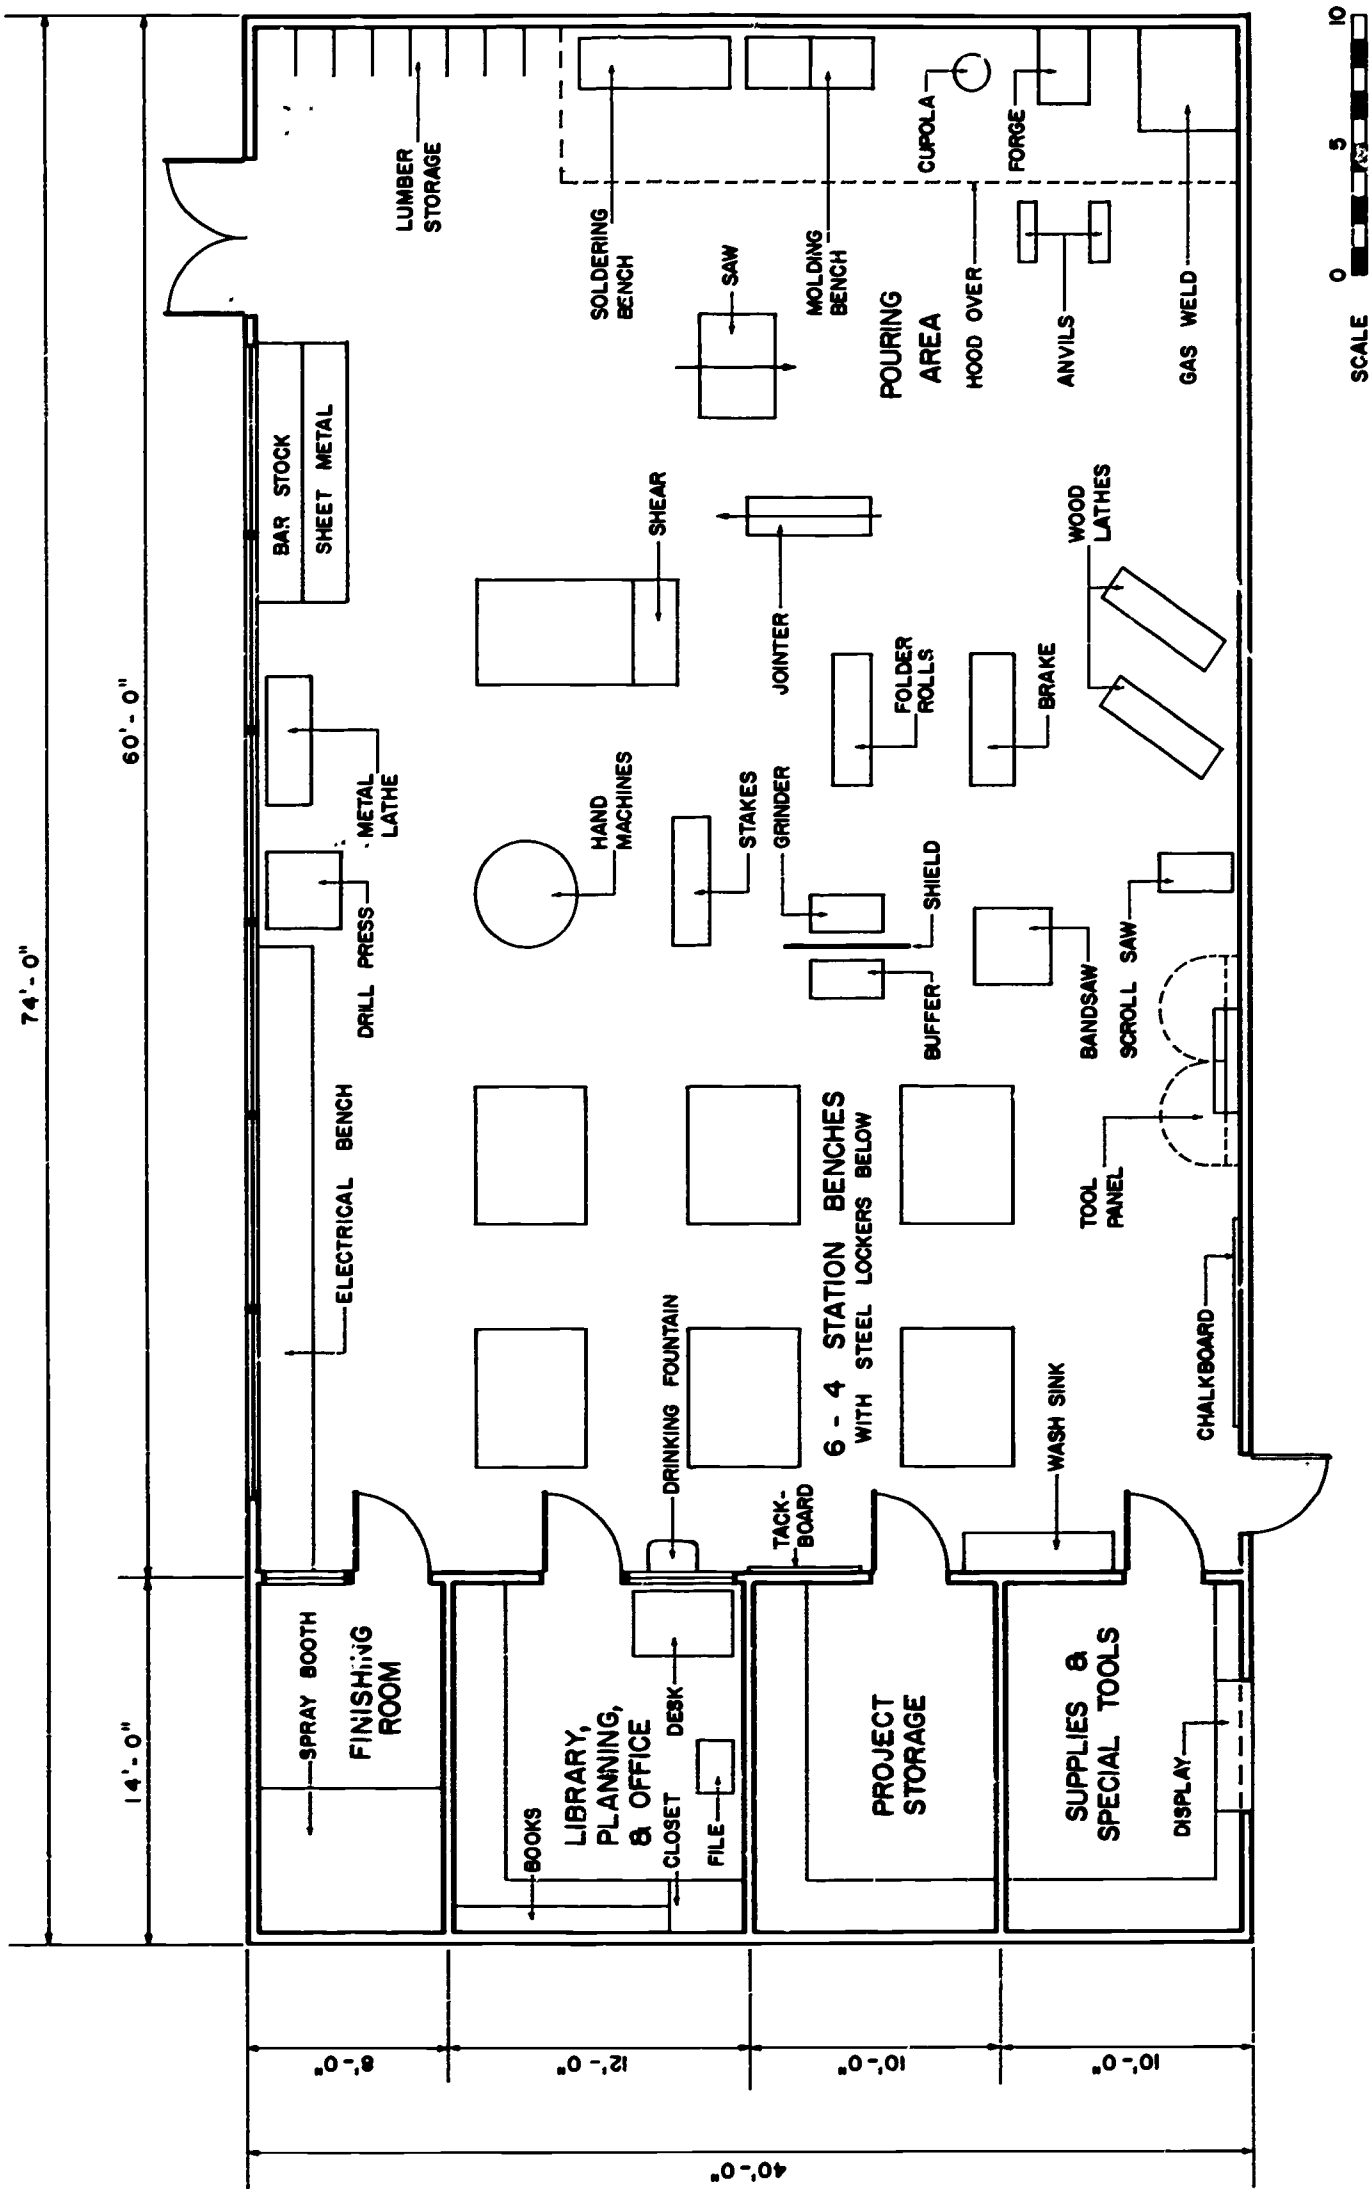 74'-0"
14'-0"
60'-0"
40'-0"
8'-0"
12'-0"
10'-0"
10'-0"
SPRAY BOOTH
FINISHING
ROOM
BOOKS
LIBRARY,
PLANNING,
& OFFICE
CLOSET
DESK
FILE
PROJECT
STORAGE
SUPPLIES &
SPECIAL TOOLS
DISPLAY
ELECTRICAL BENCH
DRINKING FOUNTAIN
TACK-
BOARD
6 - 4 STATION BENCHES
WITH STEEL LOCKERS BELOW
WASH SINK
CHALKBOARD
TOOL
PANEL
DRILL PRESS
METAL
LATHE
HAND
MACHINES
STAKES
GRINDER
BUFFER
SHIELD
BANDSAW
SCROLL SAW
BAR STOCK
SHEET METAL
SHEAR
JOINTER
FOLDER
ROLLS
BRAKE
WOOD
LATHES
LUMBER
STORAGE
SOLDERING
BENCH
SAW
MOLDING
BENCH
POURING
AREA
HOOD OVER
CUPOLA
FORGE
ANVILS
GAS WELD
SCALE
0 5 10